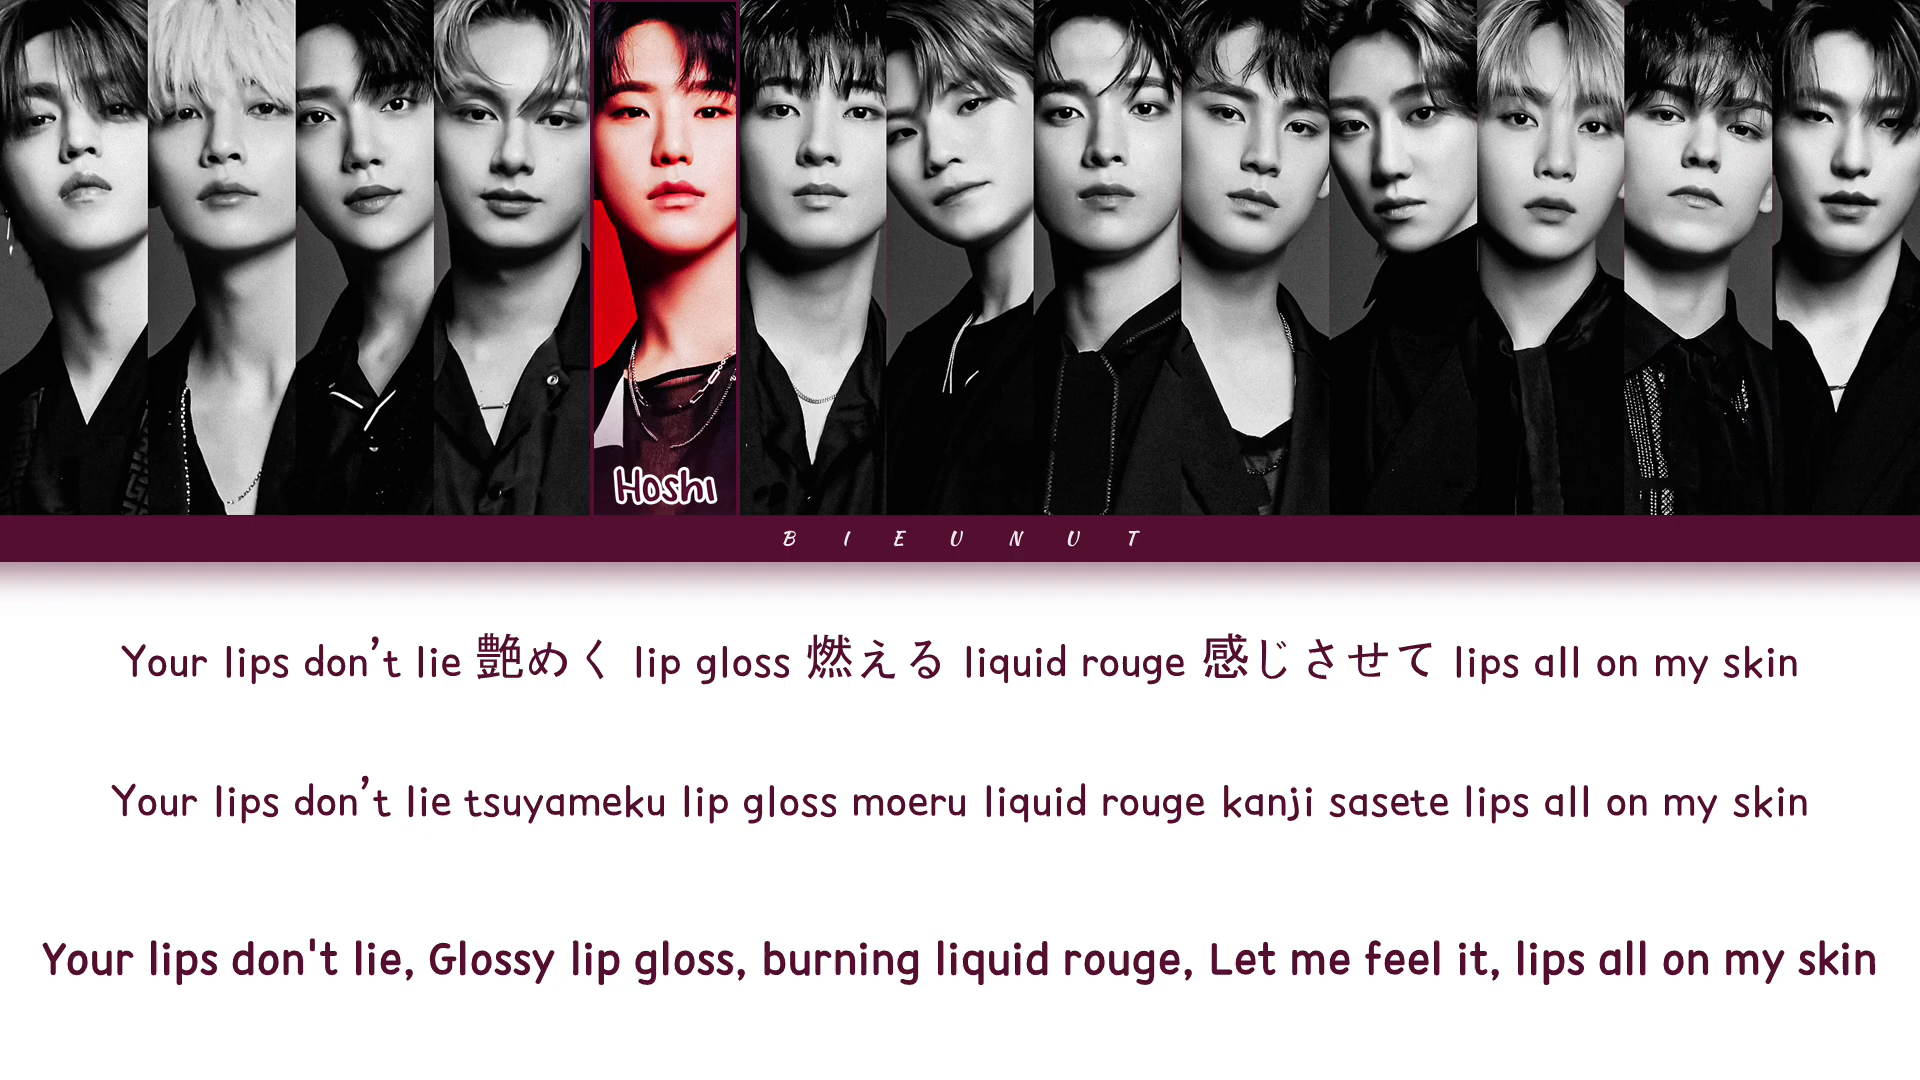 Hoshi
BIEUNUT
Your lips don’t lie 艶めく lip gloss 燃える liquid rouge 感じさせて lips all on my skin
Your lips don’t lie tsuyameku lip gloss moeru liquid rouge kanji sasete lips all on my skin
Your lips don't lie, Glossy lip gloss, burning liquid rouge, Let me feel it, lips all on my skin